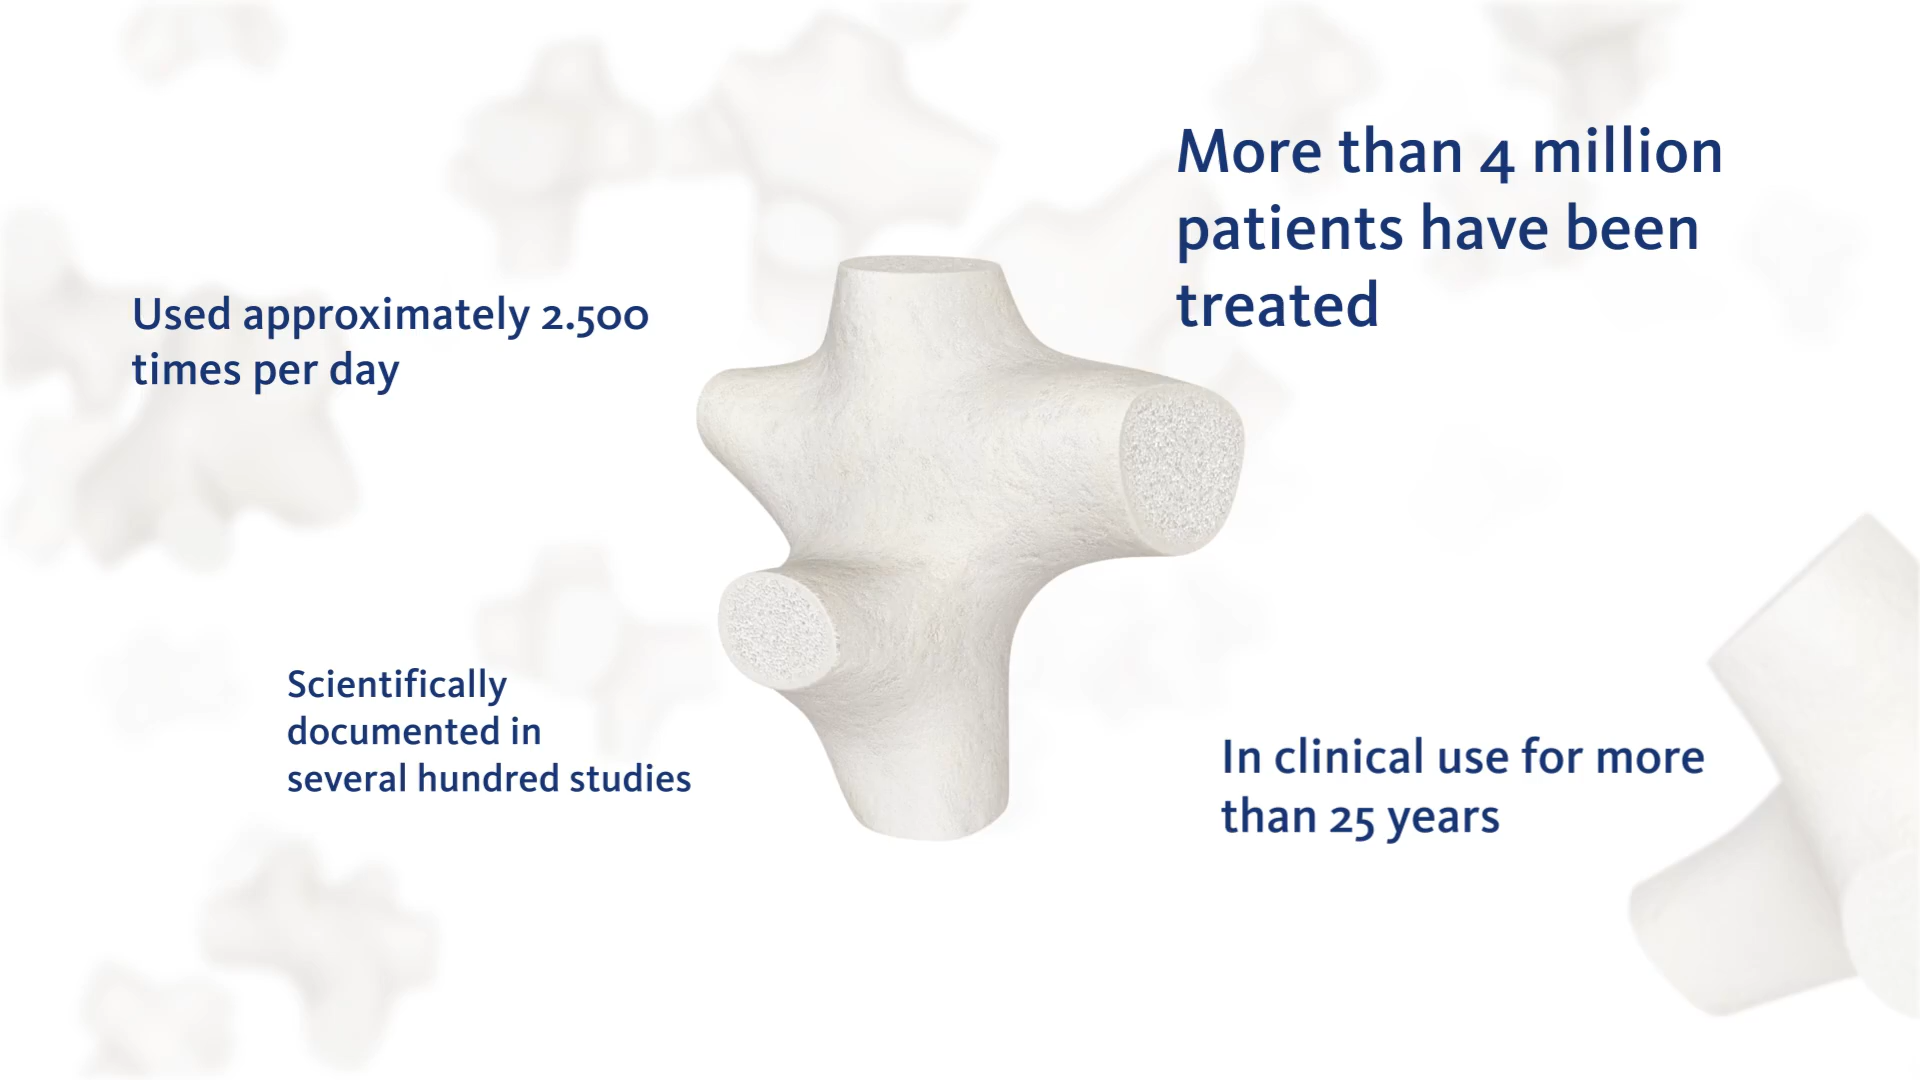 More than 4 million
patients have been
treated
Used approximately 2.500
times per day
Scientifically
documented in
several hundred studies
In clinical use for more
than 25 years